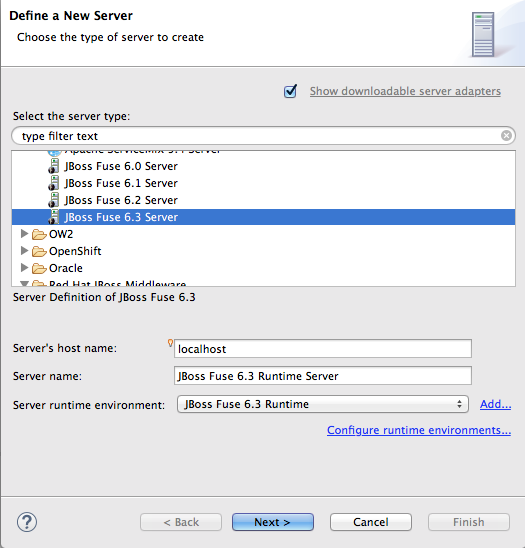 Define a New Server
Choose the type of server to create
Show downloadable server adapters
Select the server type:
type filter text
Apache ServiceMix 5.4 Server
JBoss Fuse 6.0 Server
JBoss Fuse 6.1 Server
JBoss Fuse 6.2 Server
JBoss Fuse 6.3 Server
OW2
OpenShift
Oracle
Red Hat JBoss Middleware
Server Definition of JBoss Fuse 6.3
Server's host name: localhost
Server name: JBoss Fuse 6.3 Runtime Server
Server runtime environment: JBoss Fuse 6.3 Runtime Add...
Configure runtime environments...
? < Back Next > Cancel Finish